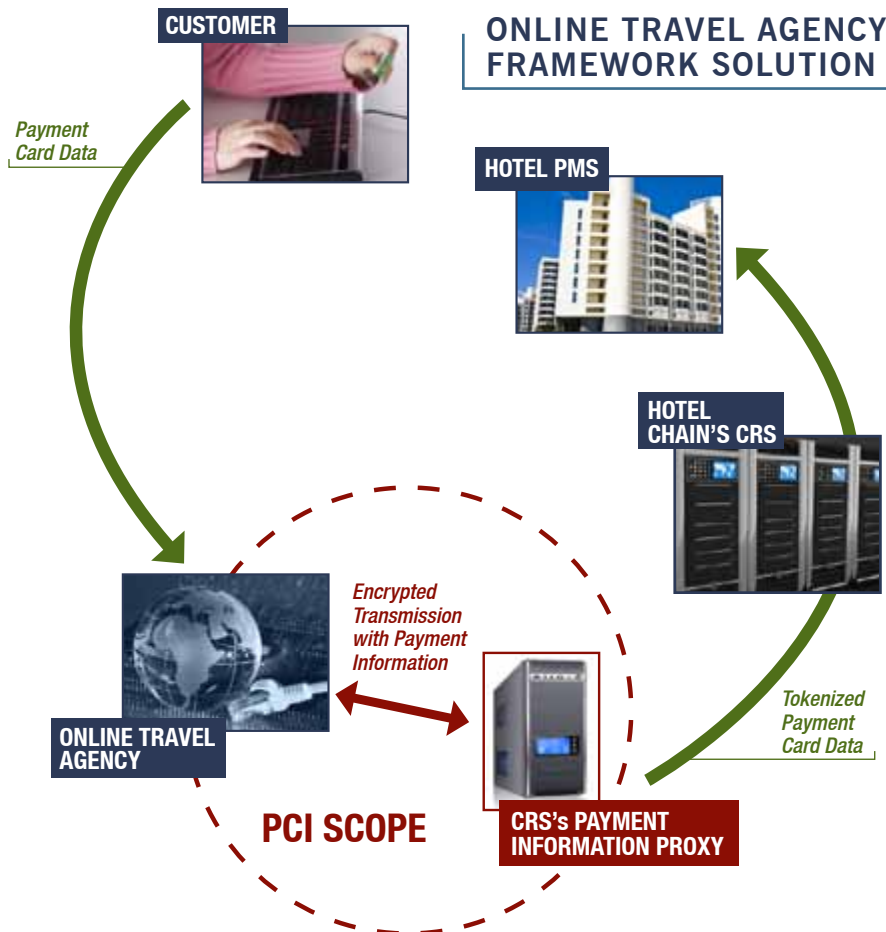 CUSTOMER
ONLINE TRAVEL AGENCY
FRAMEWORK SOLUTION
Payment
Card Data
HOTEL PMS
HOTEL
CHAIN'S CRS
Encrypted
Transmission
with Payment
Information
ONLINE TRAVEL
AGENCY
Tokenized
Payment
Card Data
PCI SCOPE
CRS's PAYMENT
INFORMATION PROXY